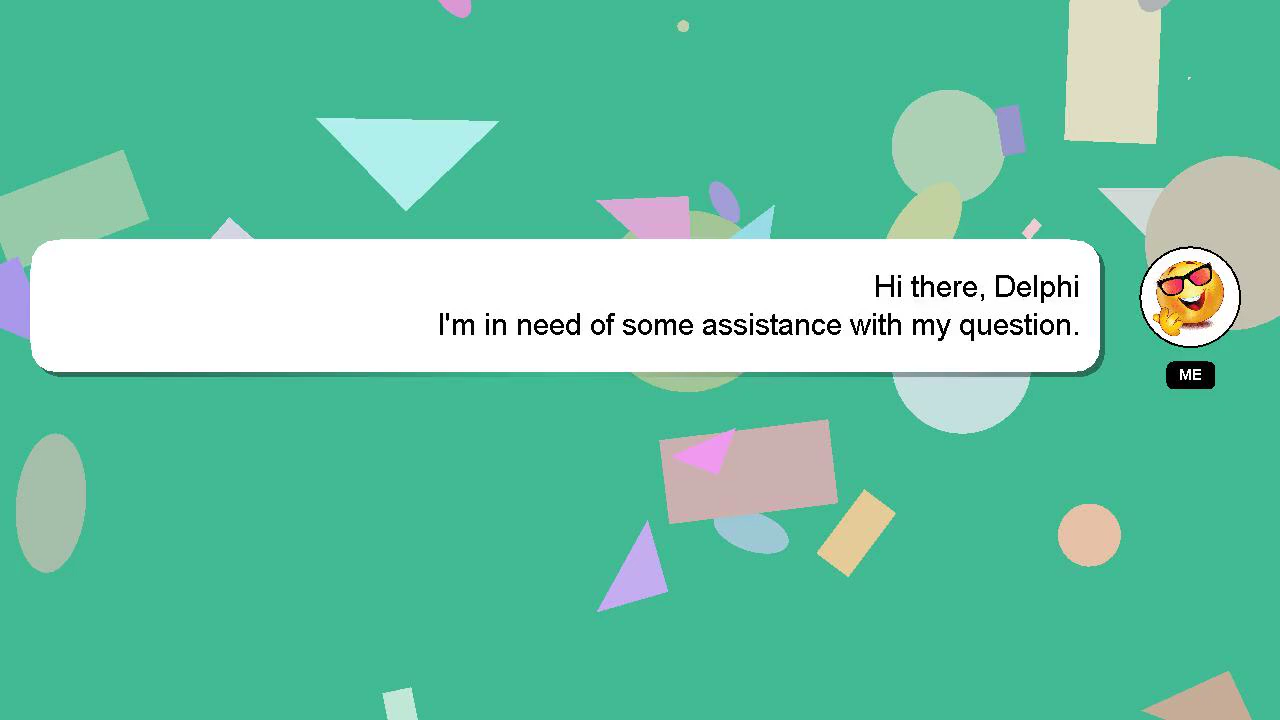 Hi there, Delphi
I'm in need of some assistance with my question.
ME